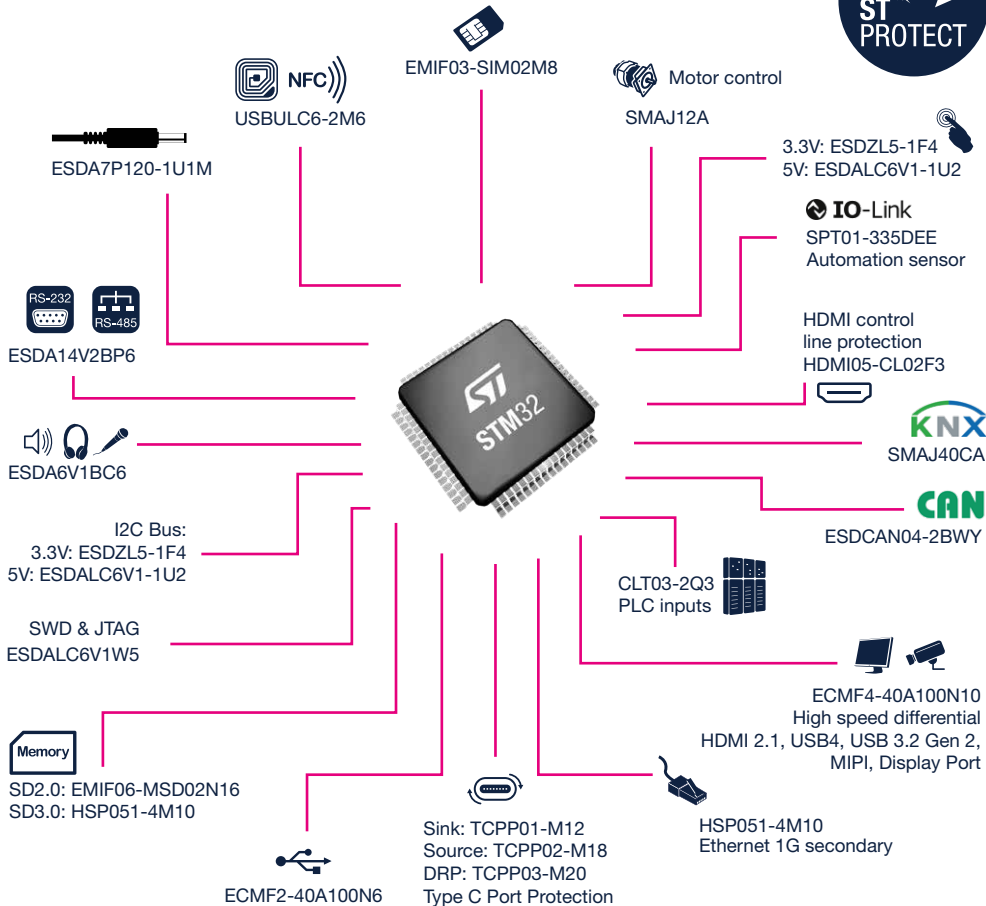 ST
PROTECT
EMIF03-SIM02M8
NFC
USBULC6-2M6
Motor control
SMAJ12A
ESDA7P120-1U1M
3.3V: ESDZL5-1F4
5V: ESDALC6V1-1U2
IO-Link
SPT01-335DEE
Automation sensor
RS-232
RS-485
ESDA14V2BP6
HDMI control
line protection
HDMI05-CL02F3
ST
STM32
KNX
SMAJ40CA
ESDA6V1BC6
CAN
ESDCAN04-2BWY
I2C Bus:
3.3V: ESDZL5-1F4
5V: ESDALC6V1-1U2
CLT03-2Q3
PLC inputs
SWD & JTAG
ESDALC6V1W5
ECMF4-40A100N10
High speed differential
HDMI 2.1, USB4, USB 3.2 Gen 2,
MIPI, Display Port
Memory
SD2.0: EMIF06-MSD02N16
SD3.0: HSP051-4M10
HSP051-4M10
Ethernet 1G secondary
Sink: TCPP01-M12
Source: TCPP02-M18
DRP: TCPP03-M20
Type C Port Protection
ECMF2-40A100N6